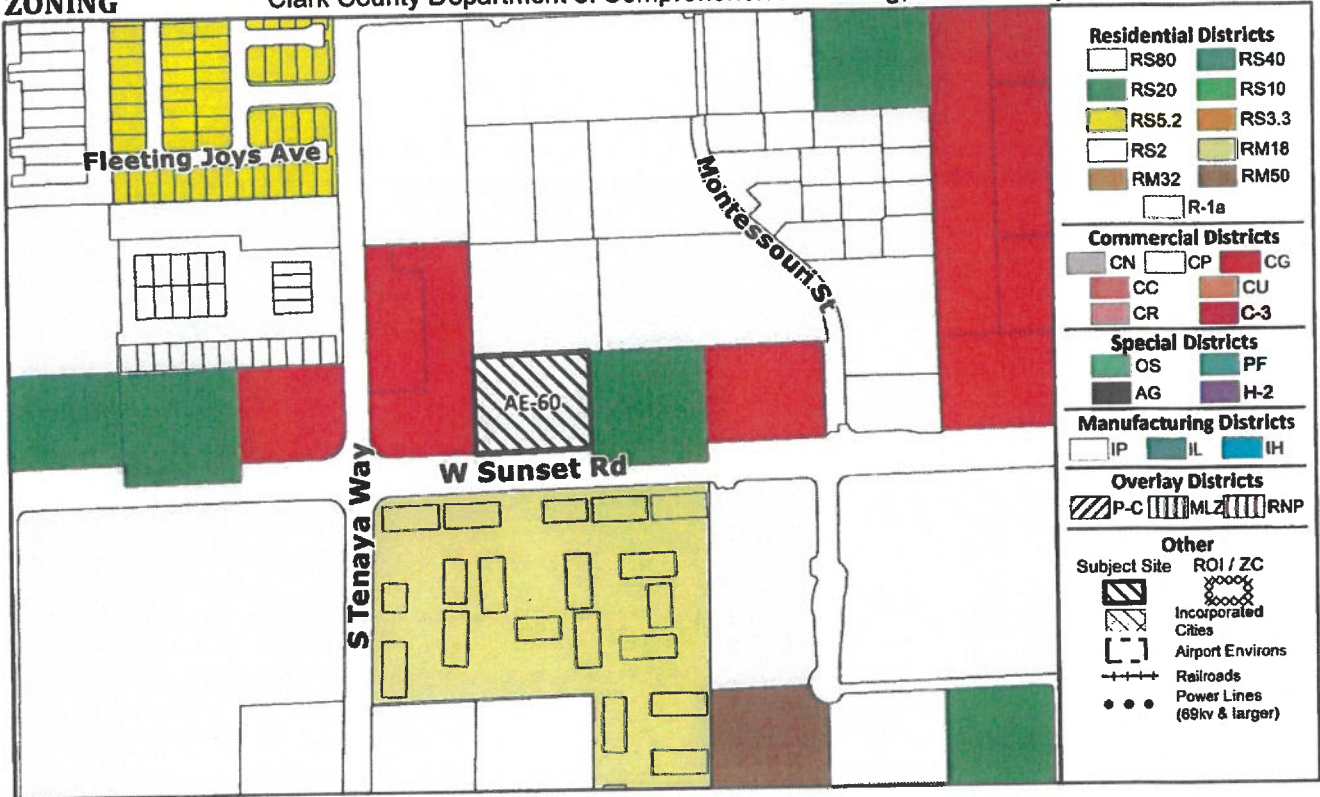 ZONING
Clark County Department of
Fleeting Joys Ave
Montessouri St
AE-60
W Sunset Rd
S Tenaya Way
Residential Districts
RS80 RS40
RS20 RS10
RS5.2 RS3.3
RS2 RM18
RM32 RM50
R-1a
Commercial Districts
CN CP CG
CC CU
CR C-3
Special Districts
OS PF
AG H-2
Manufacturing Districts
IP IL IH
Overlay Districts
P-C MLZ RNP
Other
Subject Site ROI / ZC
Incorporated
Cities
Airport Environs
Railroads
Power Lines
(69kv & larger)